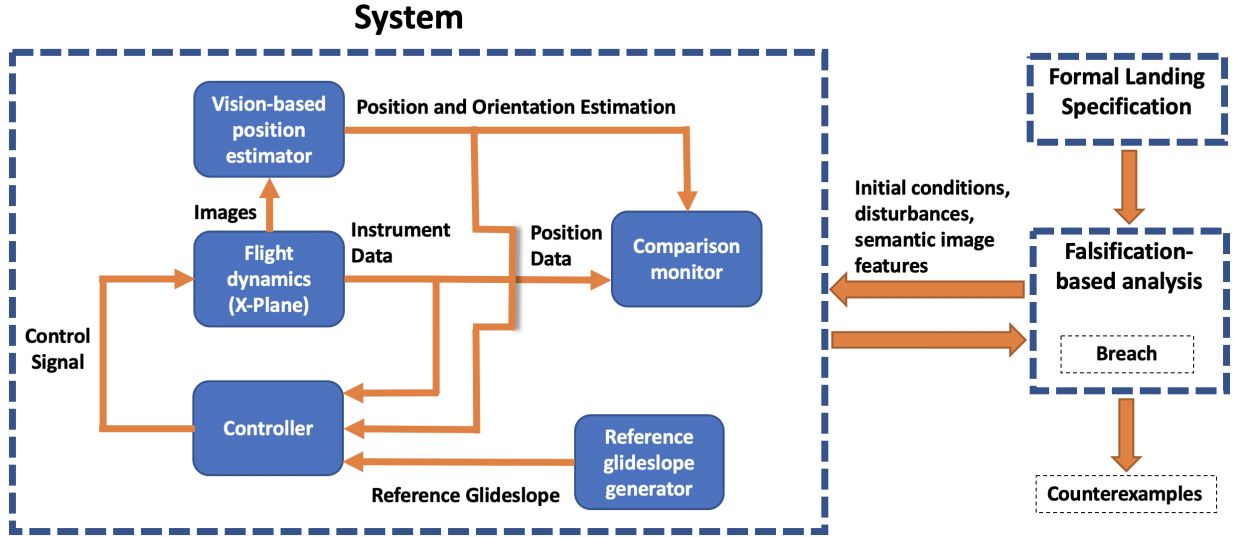 System
Vision-based
position
estimator
Position and Orientation Estimation
Images
Flight
dynamics
(X-Plane)
Instrument
Data
Position
Data
Comparison
monitor
Control
Signal
Controller
Reference Glideslope
Reference
glideslope
generator
Initial conditions,
disturbances,
semantic image
features
Formal Landing
Specification
Falsification-
based analysis
Breach
Counterexamples